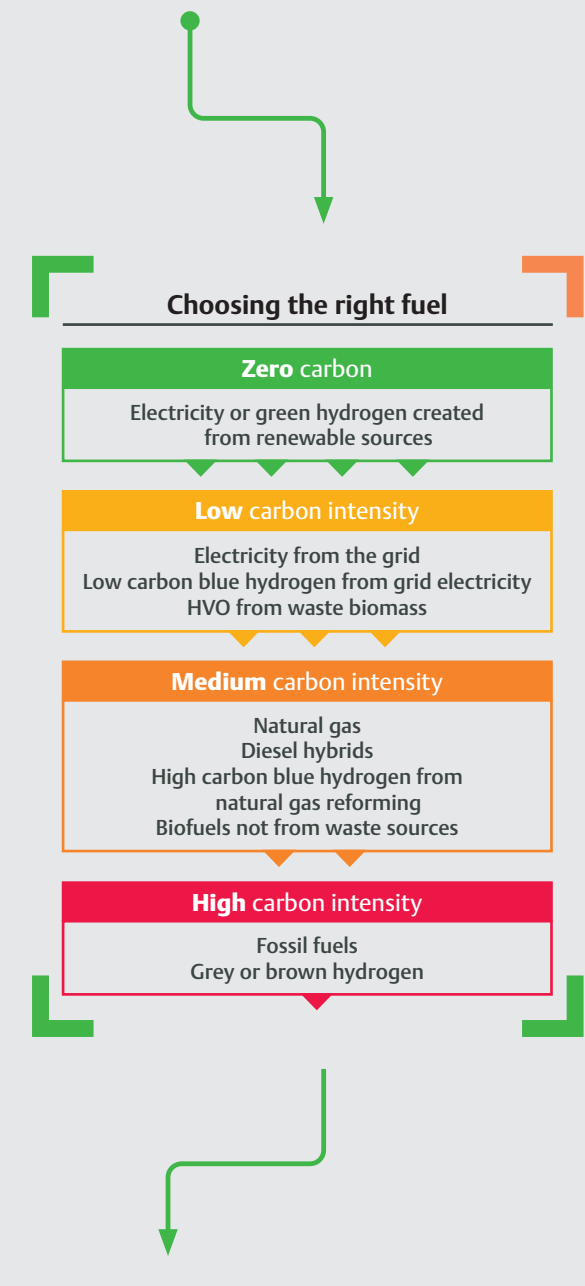 Choosing the right fuel
Zero carbon
Electricity or green hydrogen created
from renewable sources
Low carbon intensity
Electricity from the grid
Low carbon blue hydrogen from grid electricity
HVO from waste biomass
Medium carbon intensity
Natural gas
Diesel hybrids
High carbon blue hydrogen from
natural gas reforming
Biofuels not from waste sources
High carbon intensity
Fossil fuels
Grey or brown hydrogen